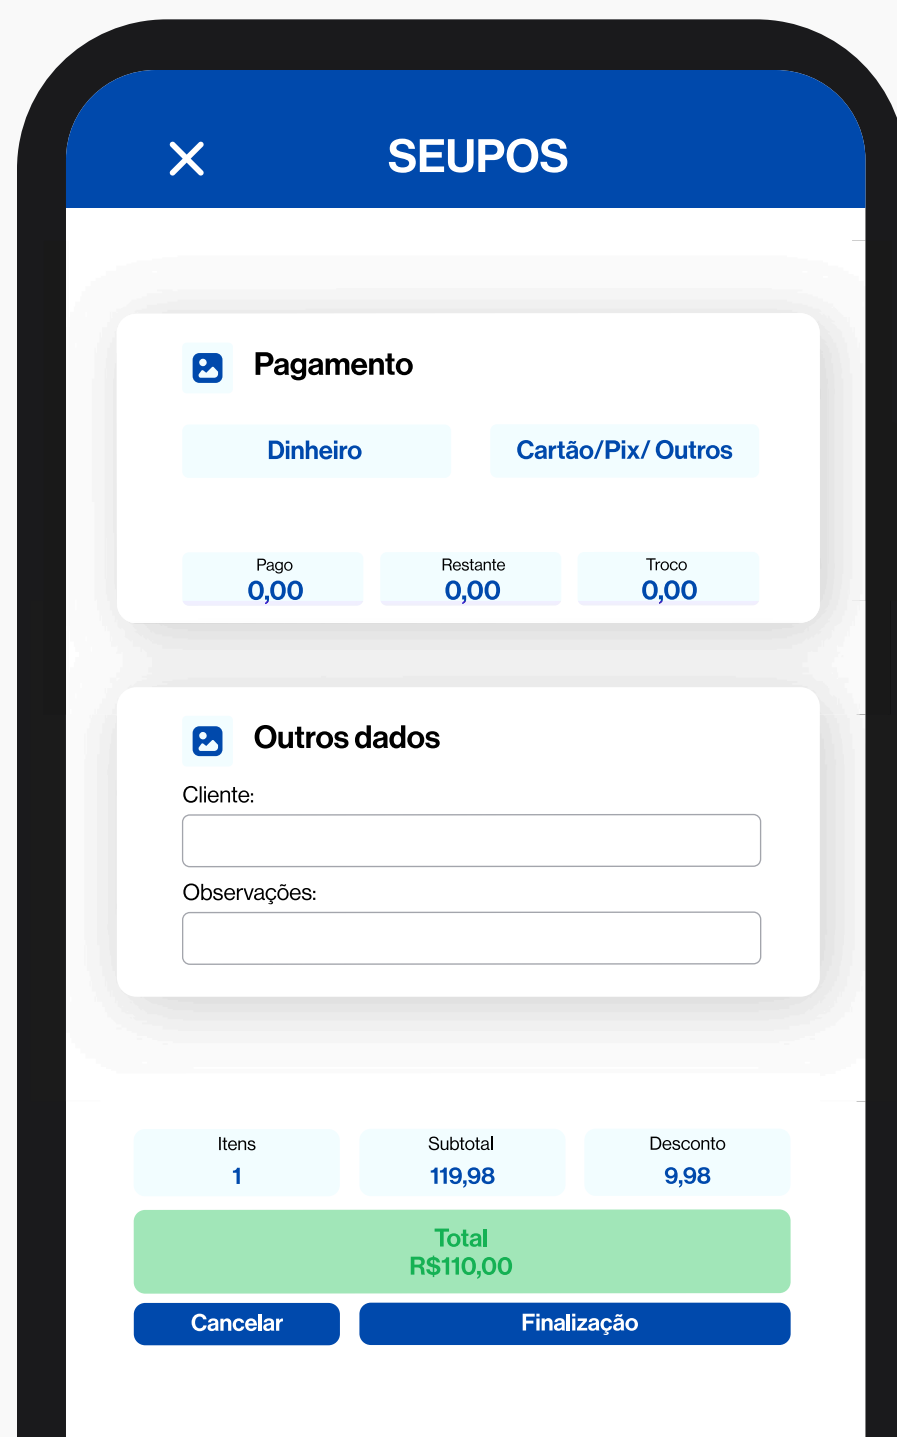 SEUPOS
Pagamento
Dinheiro
Cartão/Pix/ Outros
Pago
0,00
Restante
0,00
Troco
0,00
Outros dados
Cliente:
Observações:
Itens
1
Subtotal
119,98
Desconto
9,98
Total
R$110,00
Cancelar
Finalização